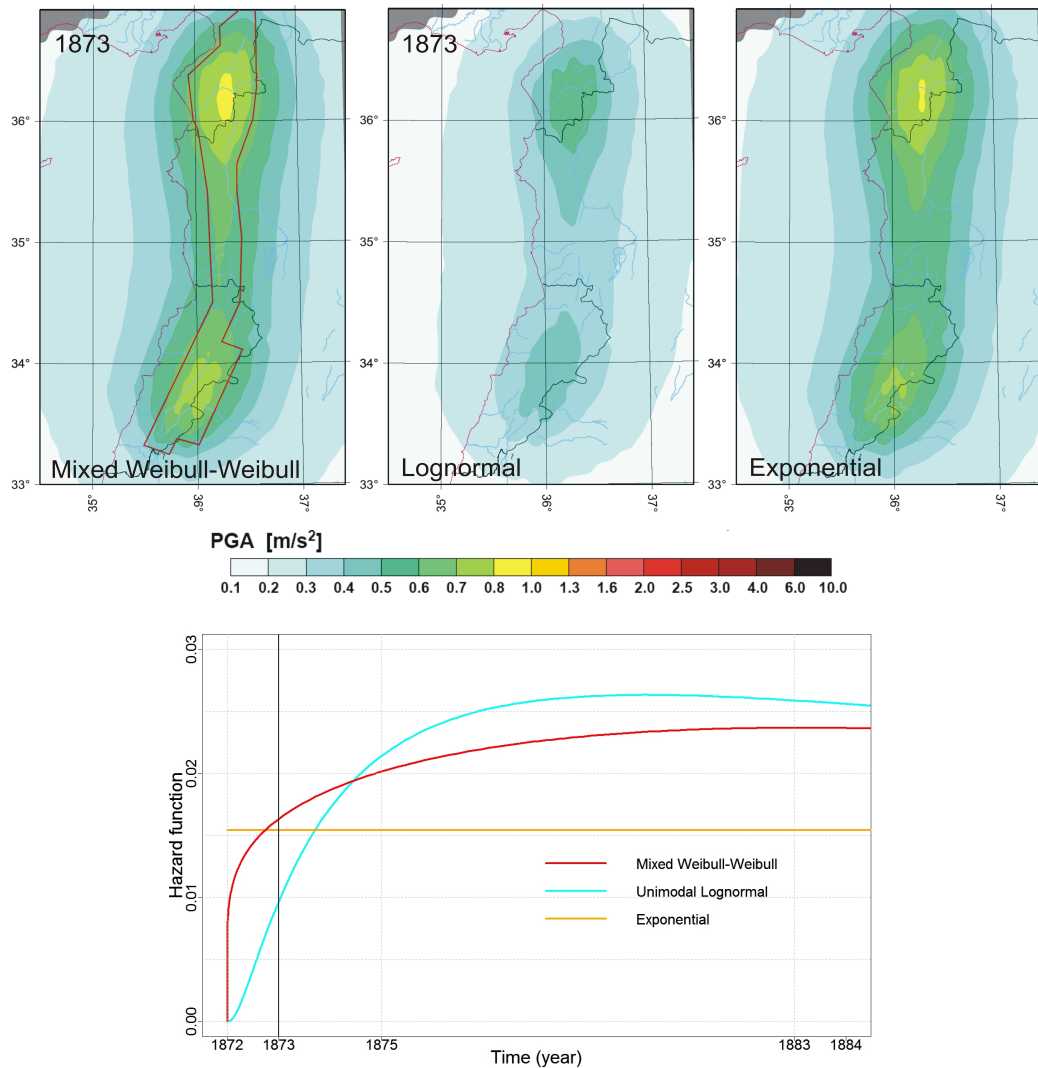 1873
1873
36°
36°
36°
35°
35°
35°
34°
34°
34°
Mixed Weibull-Weibull
Lognormal
Exponential
33°
33°
33°
35°
36°
37°
35°
36°
37°
35°
36°
37°
PGA [m/s²]
0.1 0.2 0.3 0.4 0.5 0.6 0.7 0.8 1.0 1.3 1.6 2.0 2.5 3.0 4.0 6.0 10.0
Hazard function
0.03
0.02
0.01
0.00
Mixed Weibull-Weibull
Unimodal Lognormal
Exponential
1872 1873 1875 1883 1884
Time (year)